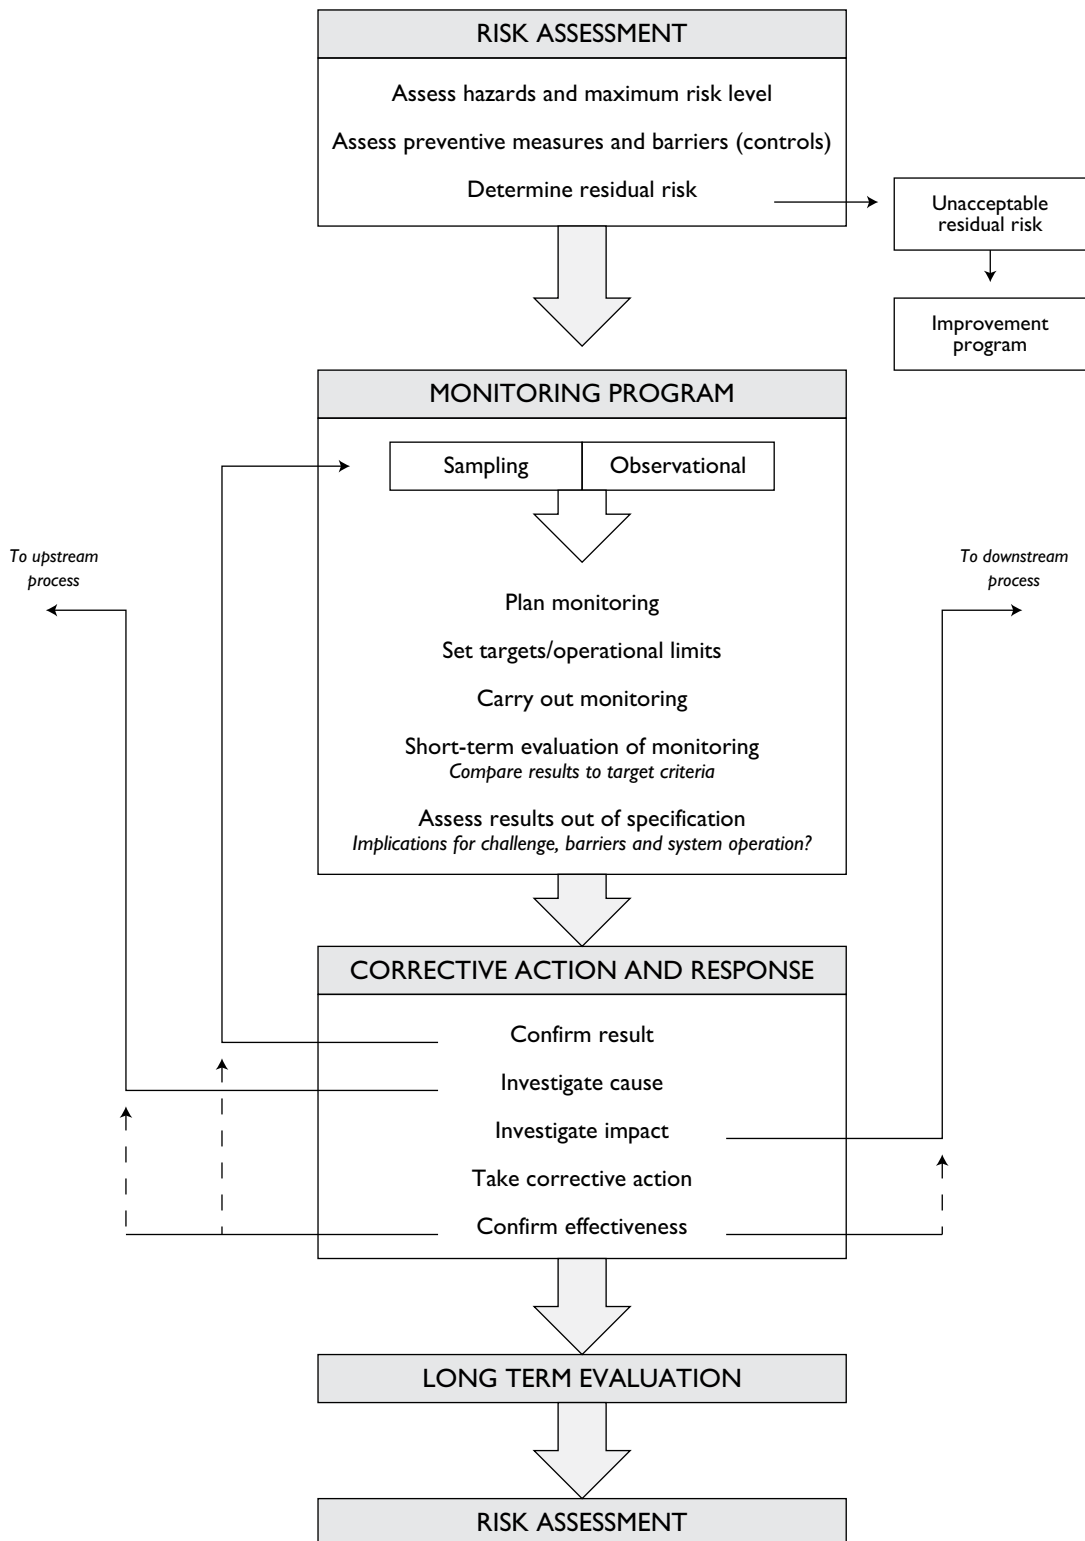 RISK ASSESSMENT
Assess hazards and maximum risk level
Assess preventive measures and barriers (controls)
Determine residual risk
Unacceptable
residual risk
Improvement
program
MONITORING PROGRAM
Sampling
Observational
To upstream
process
To downstream
process
Plan monitoring
Set targets/operational limits
Carry out monitoring
Short-term evaluation of monitoring
Compare results to target criteria
Assess results out of specification
Implications for challenge, barriers and system operation?
CORRECTIVE ACTION AND RESPONSE
Confirm result
Investigate cause
Investigate impact
Take corrective action
Confirm effectiveness
LONG TERM EVALUATION
RISK ASSESSMENT